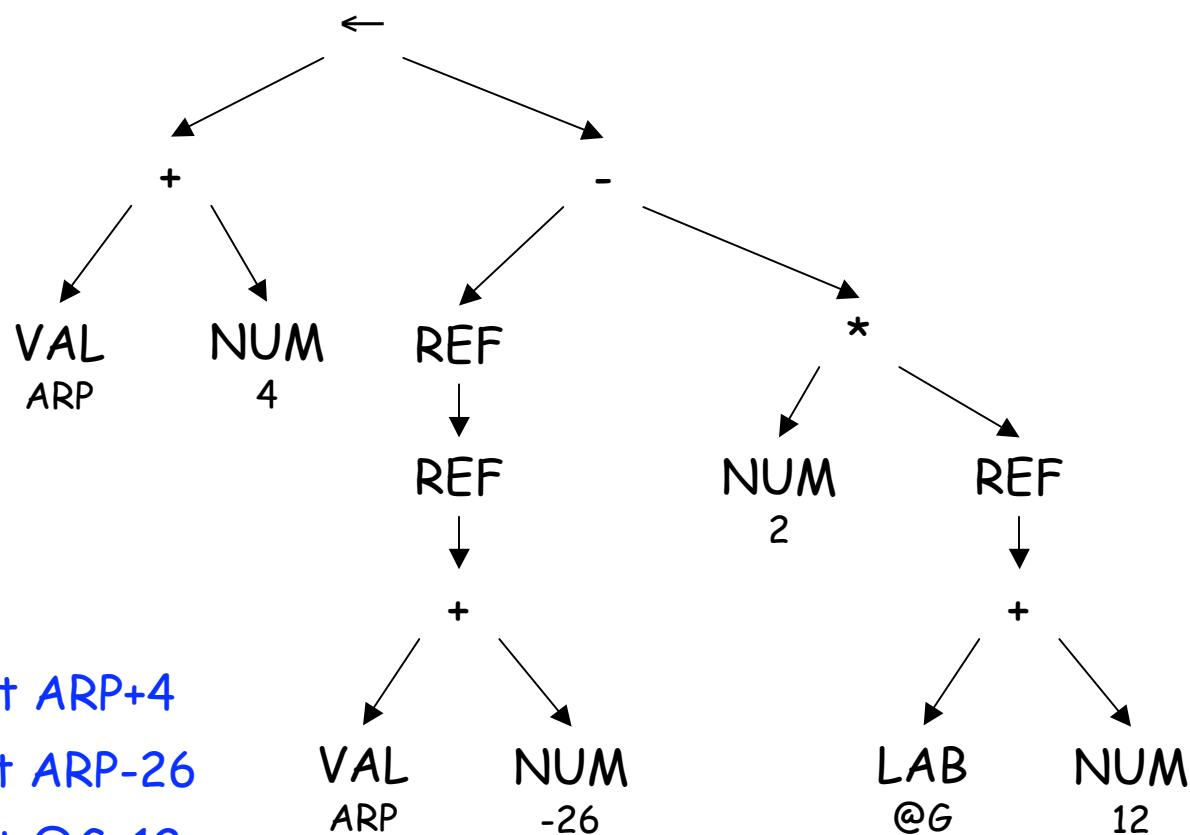 ←
+ -
VAL NUM REF *
ARP 4
REF NUM REF
2
+ +
t ARP+4
t ARP-26
VAL NUM LAB NUM
ARP -26 @G 12